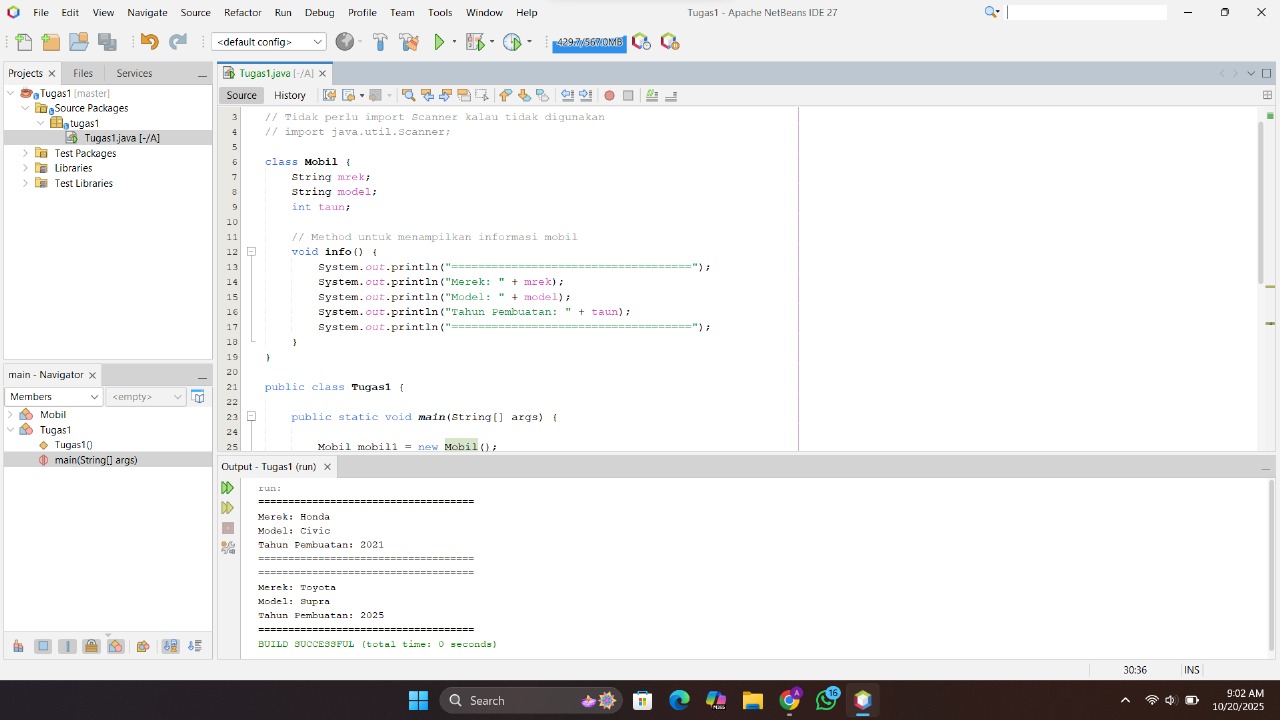 File Edit View Navigate Source Refactor Run Debug Profile Team Tools Window Help
Tugas1 - Apache NetBeans IDE 27
<default config>
429.7/567.0MB
Projects Files Services
Tugas1 [master]
Source Packages
tugas1
Tugas1.java [-/A]
Test Packages
Libraries
Test Libraries
main - Navigator
Members <empty>
Mobil
Tugas1
Tugas1()
main(String[] args)
Tugas1.java [-/A]
Source History
3 // Tidak perlu import Scanner kalau tidak digunakan
4 // import java.util.Scanner;
5
6 class Mobil {
7 String mrek;
8 String model;
9 int taun;
10
11 // Method untuk menampilkan informasi mobil
12 void info() {
13 System.out.println("==============================");
14 System.out.println("Merek: " + mrek);
15 System.out.println("Model: " + model);
16 System.out.println("Tahun Pembuatan: " + taun);
17 System.out.println("==============================");
18 }
19 }
20
21 public class Tugas1 {
22
23 public static void main(String[] args) {
24
25 Mobil mobil1 = new Mobil();
Output - Tugas1 (run)
run:
==============================
Merek: Honda
Model: Civic
Tahun Pembuatan: 2021
==============================
==============================
Merek: Toyota
Model: Supra
Tahun Pembuatan: 2025
==============================
BUILD SUCCESSFUL (total time: 0 seconds)
30:36 INS
Search
16
9:02 AM
10/20/2025